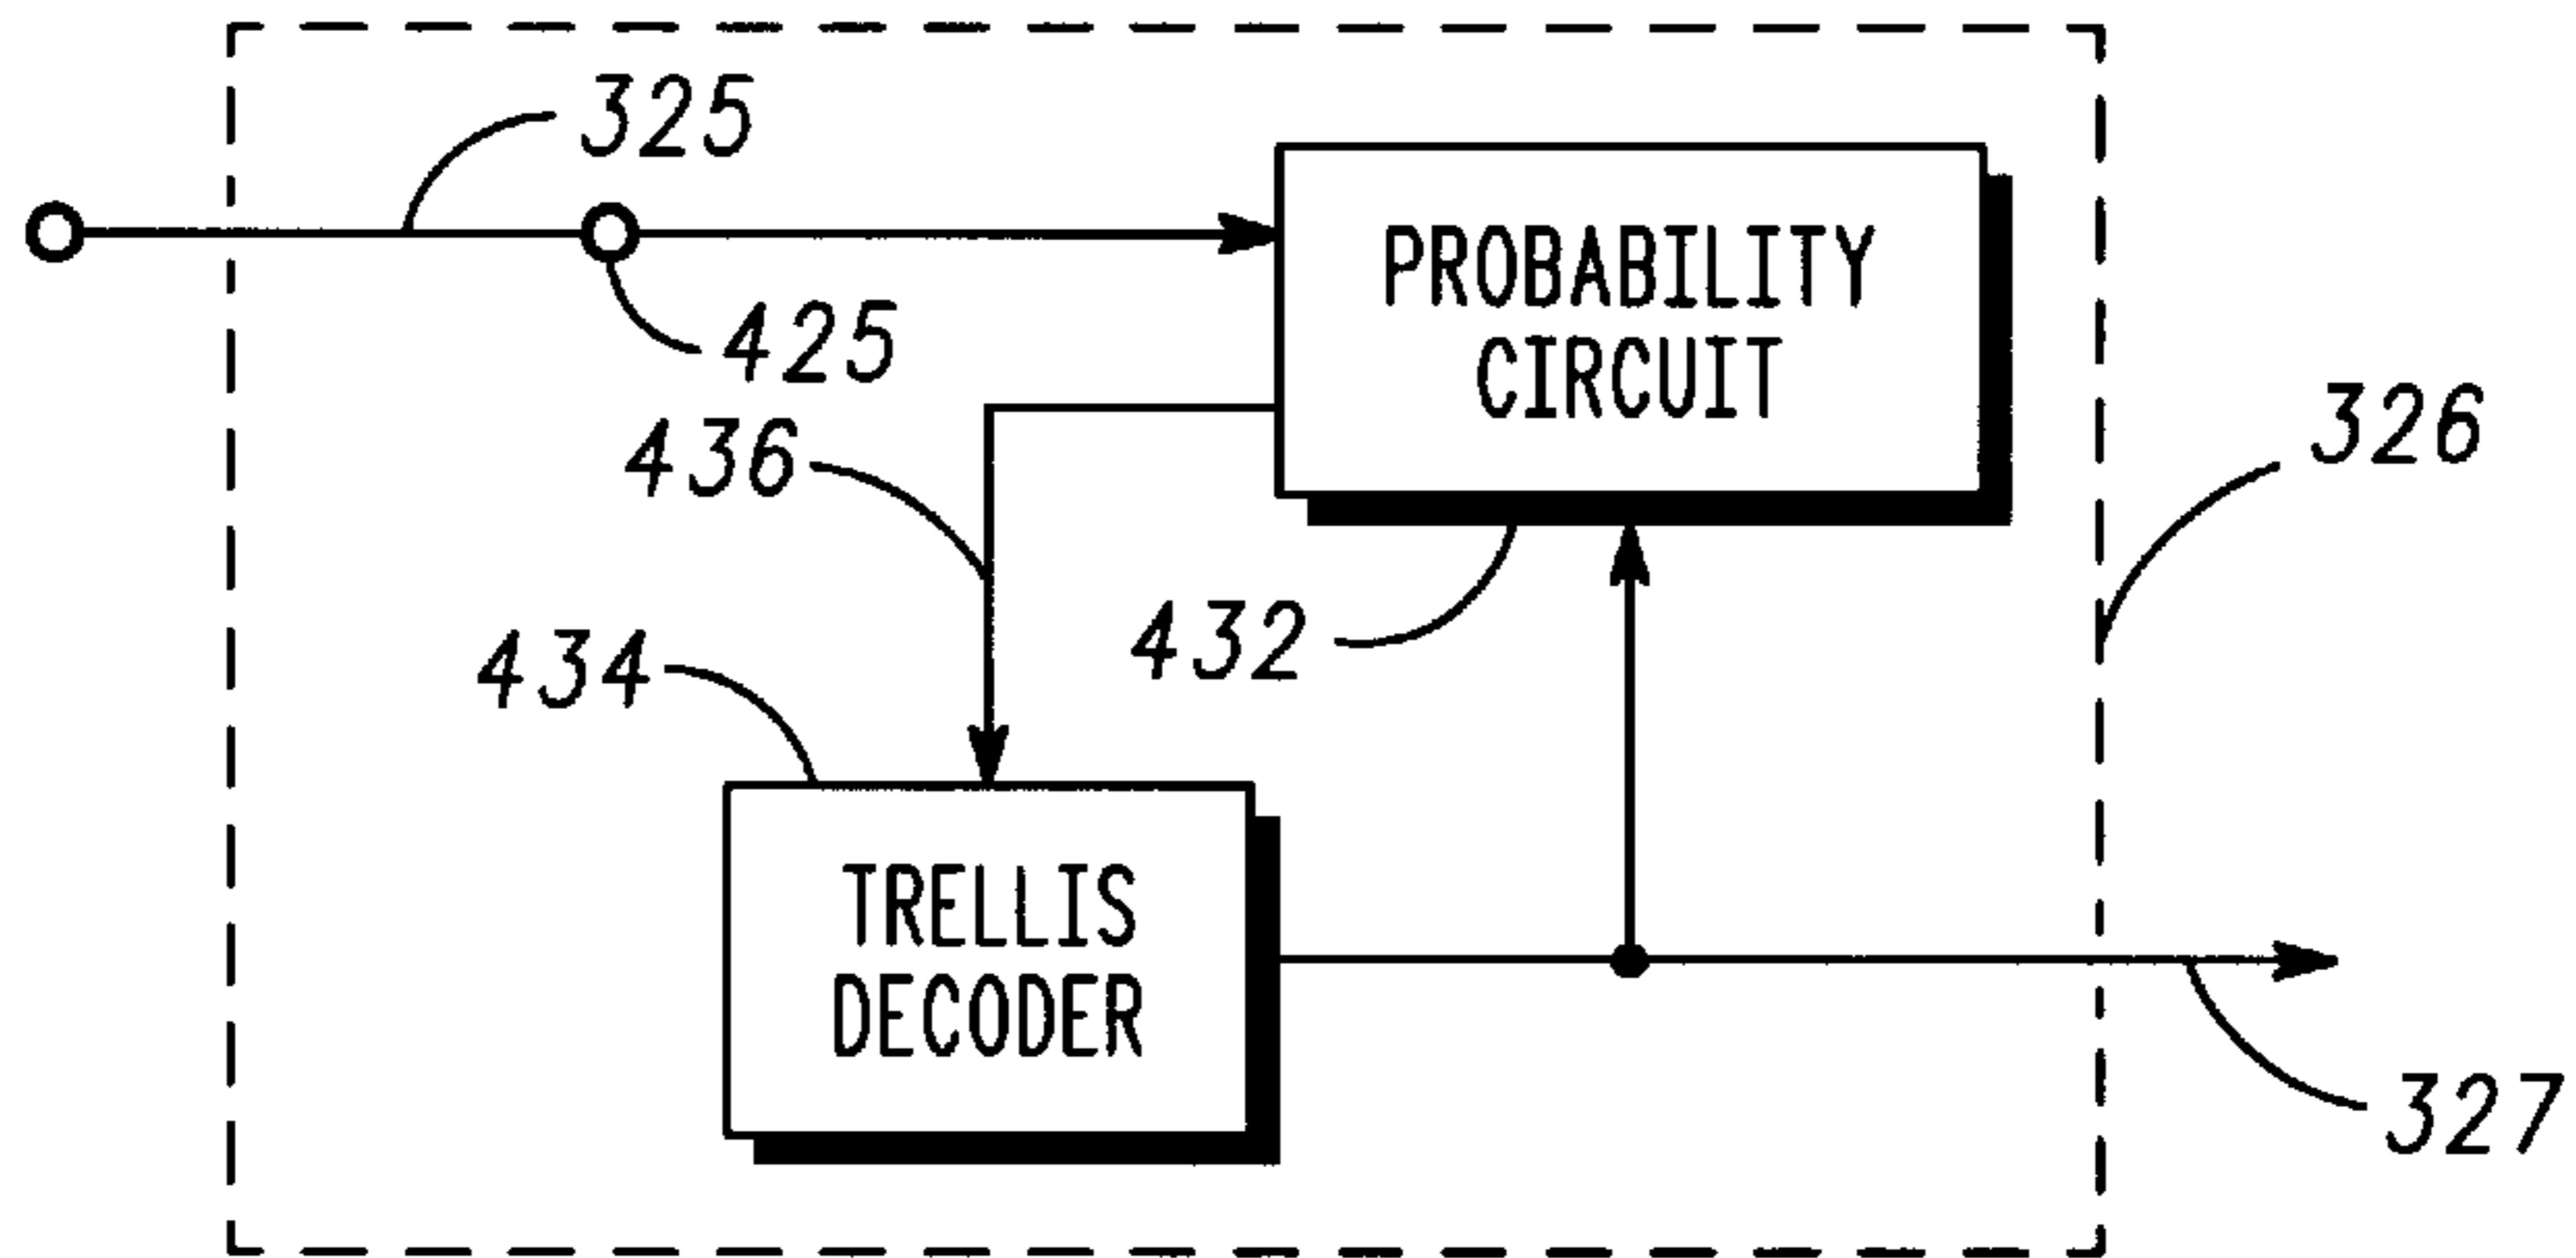 325
PROBABILITY
CIRCUIT
425
326
436
432
434
TRELLIS
DECODER
327